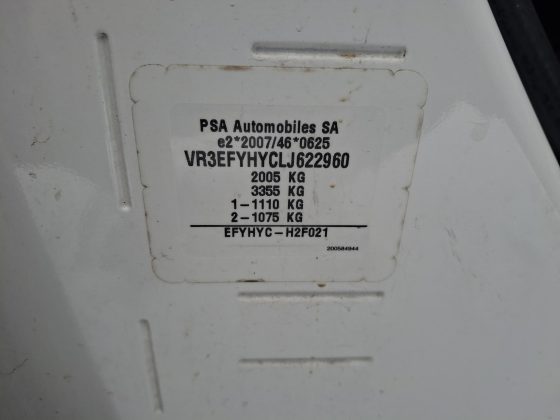 PSA Automobiles SA
e2*2007/46*0625
VR3EFYHYCLJ622960
2005 KG
3355 KG
1-1110 KG
2-1075 KG
EFYHYC-H2F021
200584944